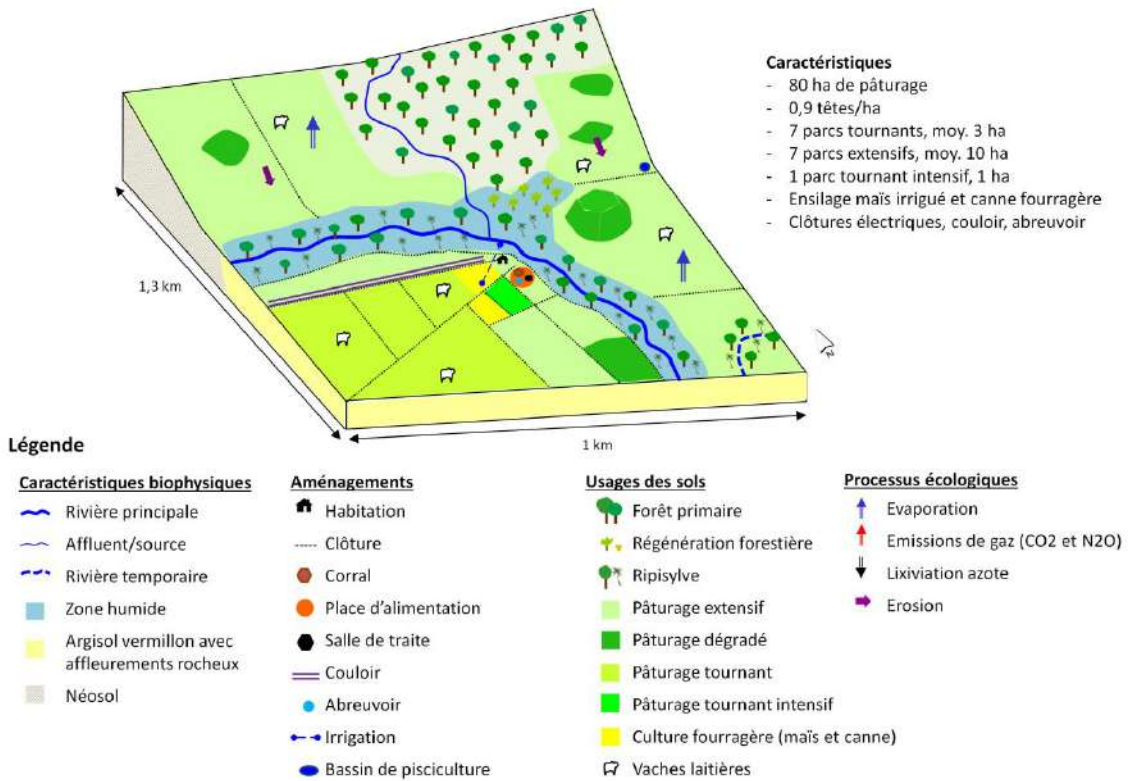 Caractéristiques
- 80 ha de pâturage
- 0,9 têtes/ha
- 7 parcs tournants, moy. 3 ha
- 7 parcs extensifs, moy. 10 ha
- 1 parc tournant intensif, 1 ha
- Ensilage maïs irrigué et canne fourragère
- Clôtures électriques, couloir, abreuvoir
1,3 km
N
1 km
Légende
Caractéristiques biophysiques
Rivière principale
Affluent/source
Rivière temporaire
Zone humide
Argisol vermillon avec
affleurements rocheux
Néosol
Aménagements
Habitation
Clôture
Corral
Place d'alimentation
Salle de traite
Couloir
Abreuvoir
Irrigation
Bassin de pisciculture
Usages des sols
Forêt primaire
Régénération forestière
Ripisylve
Pâturage extensif
Pâturage dégradé
Pâturage tournant
Pâturage tournant intensif
Culture fourragère (maïs et canne)
Vaches laitières
Processus écologiques
Evaporation
Emissions de gaz (CO2 et N2O)
Lixiviation azote
Erosion